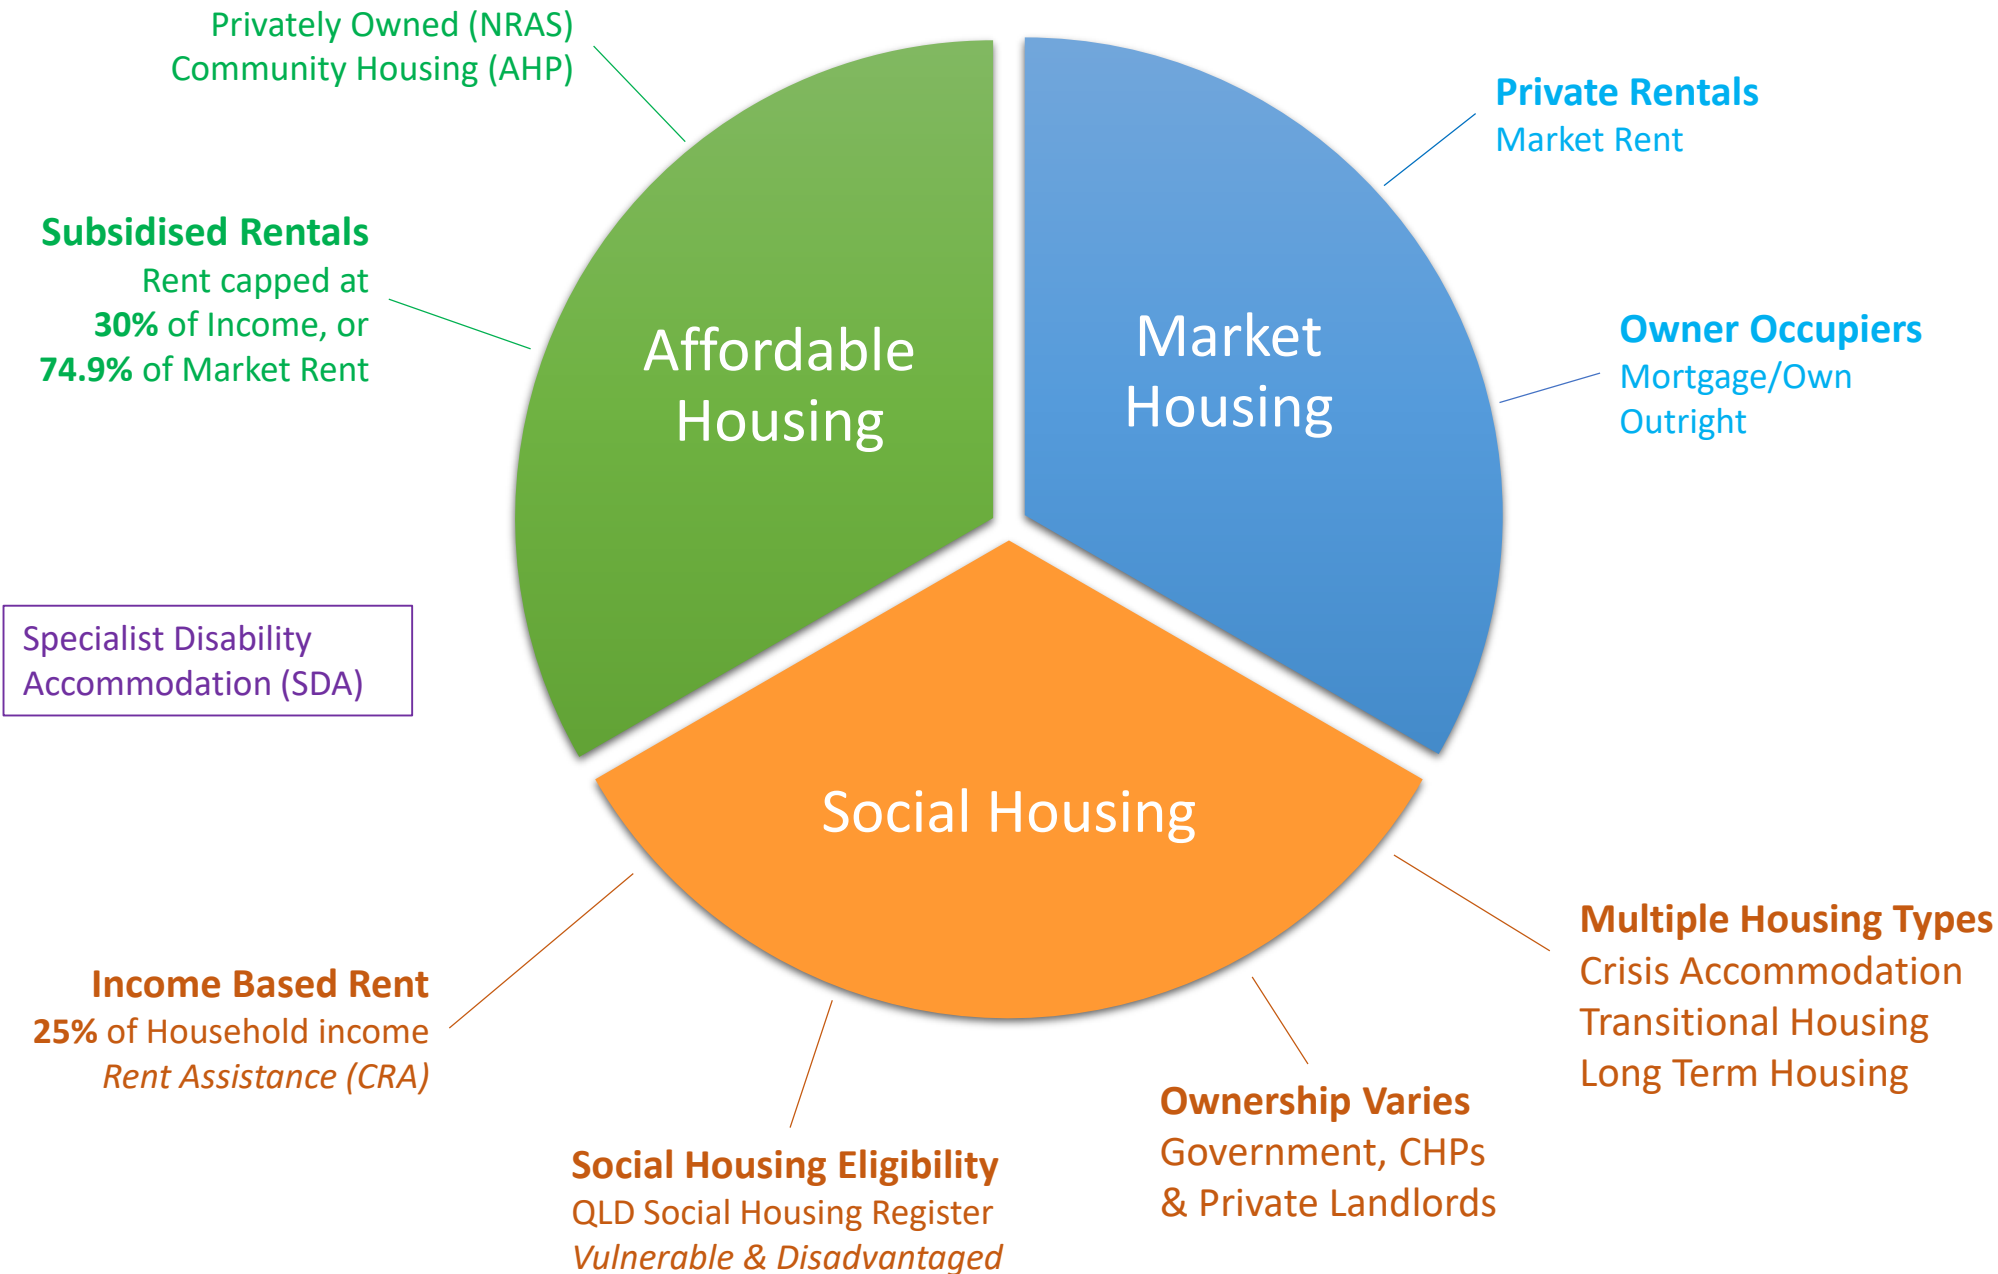 Privately Owned (NRAS)
Community Housing (AHP)
Subsidised Rentals
Rent capped at
30% of Income, or
74.9% of Market Rent
Affordable
Housing
Market
Housing
Private Rentals
Market Rent
Owner Occupiers
Mortgage/Own
Outright
Specialist Disability
Accommodation (SDA)
Social Housing
Income Based Rent
25% of Household income
Rent Assistance (CRA)
Social Housing Eligibility
QLD Social Housing Register
Vulnerable & Disadvantaged
Ownership Varies
Government, CHPs
& Private Landlords
Multiple Housing Types
Crisis Accommodation
Transitional Housing
Long Term Housing